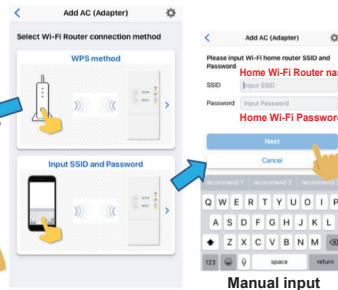 Add AC (Adapter)
Select Wi-Fi Router connection method
WPS method
Input SSID and Password
Add AC (Adapter)
Please input Wi-Fi home router SSID and
Password
Home Wi-Fi Router
SSID
Input SSID
Password
Input Password
Home Wi-Fi
Next
Cancel
recommend 1 recommend 2 recommend
Q W E R T Y U O I P
A S D F G H J K L
Z X C V B N M
123 space return
Manual input